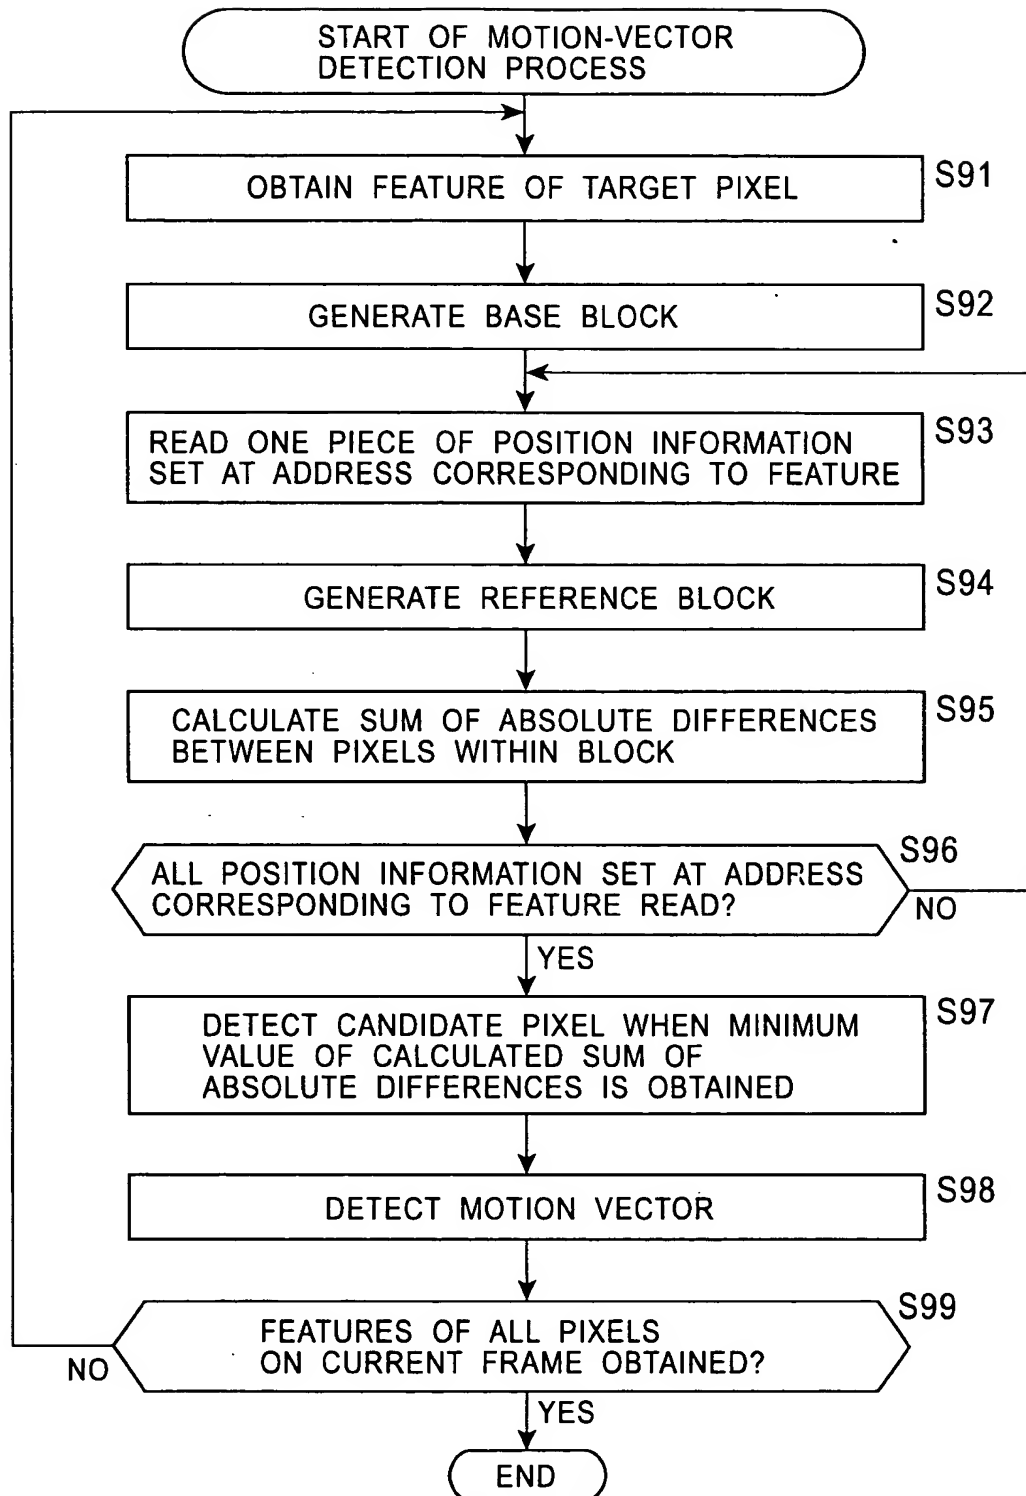 START OF MOTION-VECTOR
DETECTION PROCESS
OBTAIN FEATURE OF TARGET PIXEL
S91
GENERATE BASE BLOCK
S92
READ ONE PIECE OF POSITION INFORMATION
SET AT ADDRESS CORRESPONDING TO FEATURE
S93
GENERATE REFERENCE BLOCK
S94
CALCULATE SUM OF ABSOLUTE DIFFERENCES
BETWEEN PIXELS WITHIN BLOCK
S95
ALL POSITION INFORMATION SET AT ADDRESS
CORRESPONDING TO FEATURE READ?
S96
NO
YES
DETECT CANDIDATE PIXEL WHEN MINIMUM
VALUE OF CALCULATED SUM OF
ABSOLUTE DIFFERENCES IS OBTAINED
S97
DETECT MOTION VECTOR
S98
FEATURES OF ALL PIXELS
ON CURRENT FRAME OBTAINED?
S99
NO
YES
END